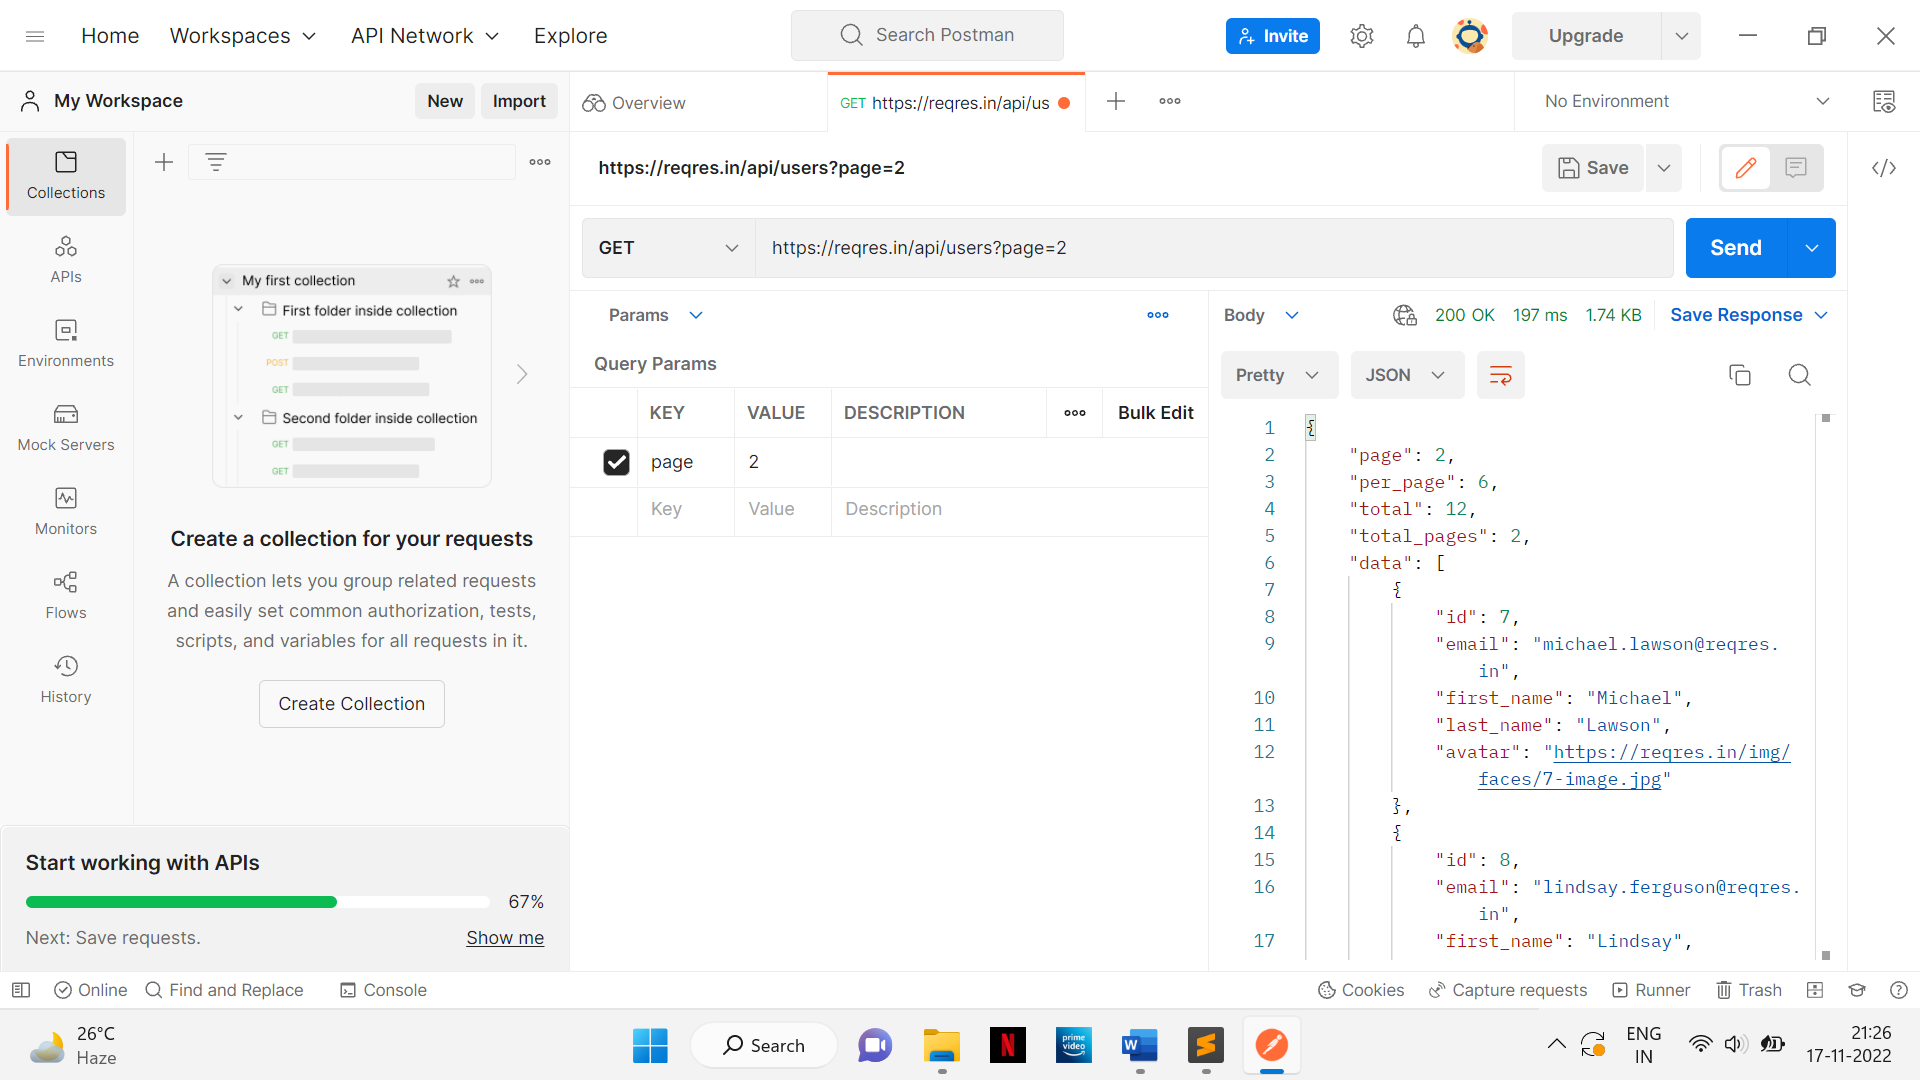 Home Workspaces API Network Explore
Search Postman
Invite Upgrade
My Workspace New Import
Overview GET https://reqres.in/api/us No Environment
Collections
APIs
Environments
Mock Servers
Monitors
Flows
History
My first collection
First folder inside collection
GET
POST
GET
Second folder inside collection
GET
GET
Create a collection for your requests
A collection lets you group related requests
and easily set common authorization, tests,
scripts, and variables for all requests in it.
Create Collection
Start working with APIs
67%
Next: Save requests. Show me
https://reqres.in/api/users?page=2 Save
GET https://reqres.in/api/users?page=2 Send
Params
Query Params
KEY VALUE DESCRIPTION Bulk Edit
page 2
Key Value Description
Body 200 OK 197 ms 1.74 KB Save Response
Pretty JSON
1 {
2 "page": 2,
3 "per_page": 6,
4 "total": 12,
5 "total_pages": 2,
6 "data": [
7 {
8 "id": 7,
9 "email": "michael.lawson@reqres.
in",
10 "first_name": "Michael",
11 "last_name": "Lawson",
12 "avatar": "https://reqres.in/img/
faces/7-image.jpg"
13 },
14 {
15 "id": 8,
16 "email": "lindsay.ferguson@reqres.
in",
17 "first_name": "Lindsay",
Online Find and Replace Console Cookies Capture requests Runner Trash
26°C
Haze
Search
prime
video
W
ENG
IN
21:26
17-11-2022